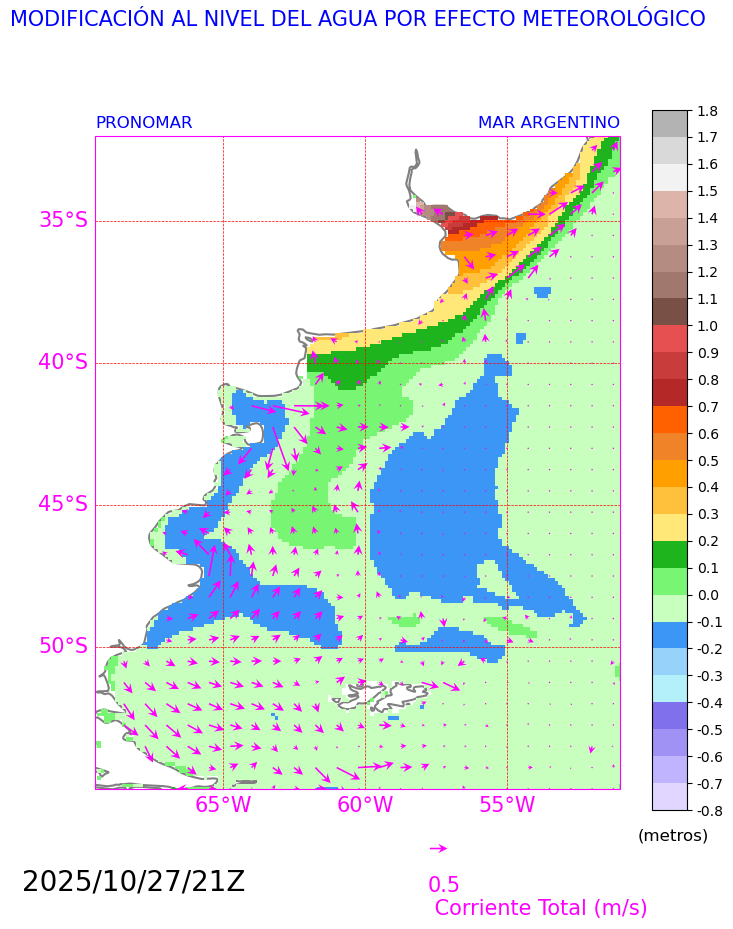 MODIFICACIÓN AL NIVEL DEL AGUA POR EFECTO METEOROLÓGICO
PRONOMAR MAR ARGENTINO
35°S
40°S
45°S
50°S
65°W 60°W 55°W
1.8
1.7
1.6
1.5
1.4
1.3
1.2
1.1
1.0
0.9
0.8
0.7
0.6
0.5
0.4
0.3
0.2
0.1
0.0
-0.1
-0.2
-0.3
-0.4
-0.5
-0.6
-0.7
-0.8
(metros)
2025/10/27/21Z
0.5
Corriente Total (m/s)